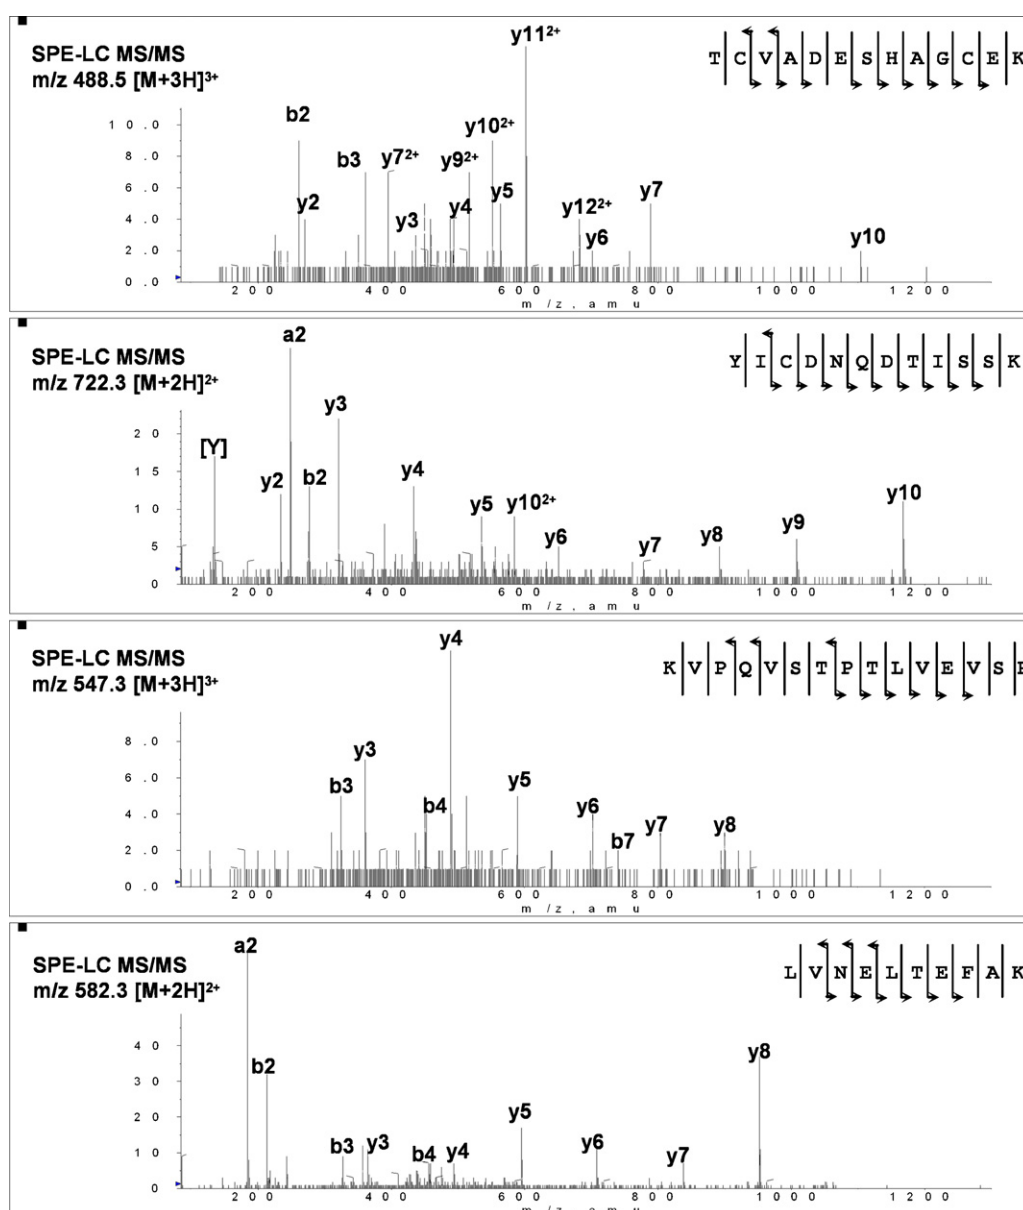 SPE-LC MS/MS
m/z 488.5 [M+3H]3+
TCVADESHAGCEK
y11²⁺
b2
y10²⁺
b3
y7²⁺
y9²⁺
y2
y3
y4
y5
y12²⁺
y6
y7
y10
10.0
8.0
6.0
4.0
2.0
0.0
200 400 600 800 1000 1200
m/z, amu
SPE-LC MS/MS
m/z 722.3 [M+2H]²⁺
YICDNQDTISSK
a2
y3
[Y]
y2
b2
y4
y5
y10²⁺
y6
y7
y8
y9
y10
20
15
10
5
0
200 400 600 800 1000 1200
m/z, amu
SPE-LC MS/MS
m/z 547.3 [M+3H]³⁺
KVPQVSTPTLVEVS
y4
y3
b3
b4
y5
y6
b7
y7
y8
8.0
6.0
4.0
2.0
0.0
200 400 600 800 1000 1200
m/z, amu
SPE-LC MS/MS
m/z 582.3 [M+2H]²⁺
LVNELTEFAK
a2
b2
b3
y3
b4
y4
y5
y6
y7
y8
40
30
20
10
0
200 400 600 800 1000 1200
m/z, amu